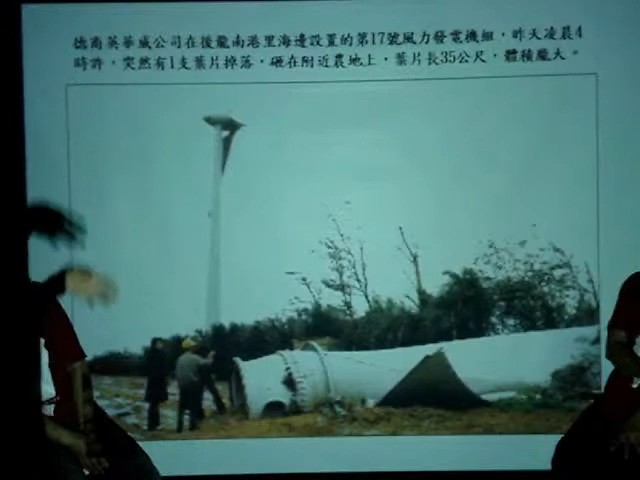 德商英華威公司在後龍南港里海邊設置的第17號風力發電機組，昨天凌晨4
時許，突然有1支葉片掉落，砸在附近農地上，葉片長35公尺，體積龐大。